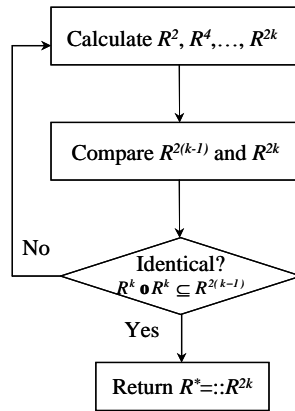 Calculate R², R⁴,…, R²ᵏ
Compare R²⁽ᵏ⁻¹⁾ and R²ᵏ
No
Identical?
Rᵏ o Rᵏ ⊆ R²⁽ᵏ⁻¹⁾
Yes
Return R*=::R²ᵏ